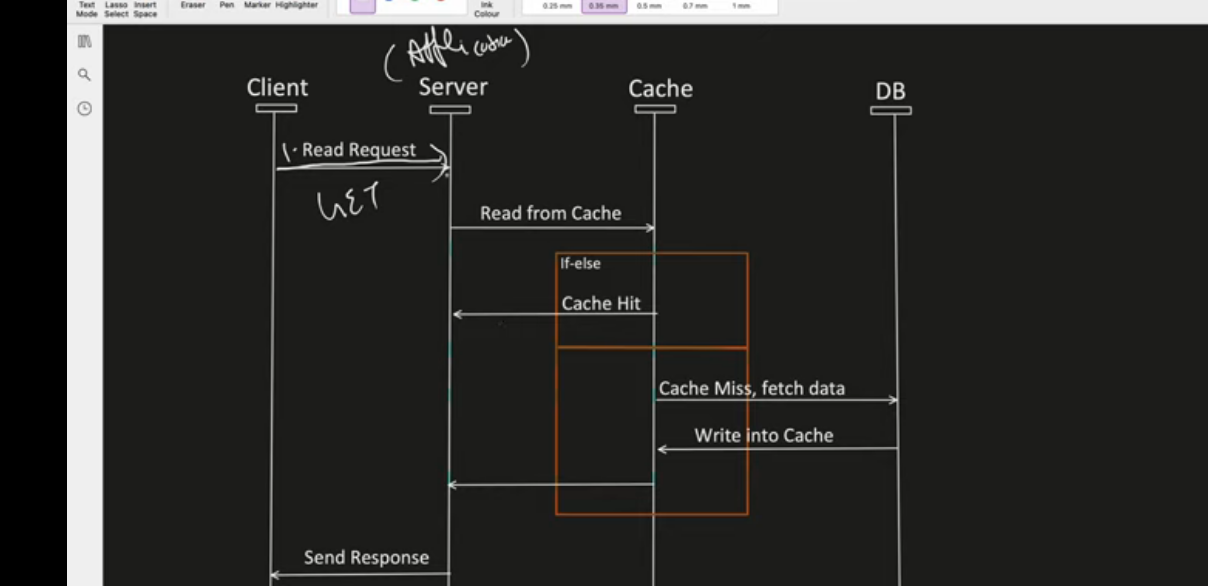 Text Mode
Lasso Select
Insert Space
Eraser
Pen
Marker
Highlighter
Ink Colour
0.25 mm
0.35 mm
0.5 mm
0.7 mm
1 mm
Client
Server
Cache
DB
1. Read Request
GET
Read from Cache
If-else
Cache Hit
Cache Miss, fetch data
Write into Cache
Send Response